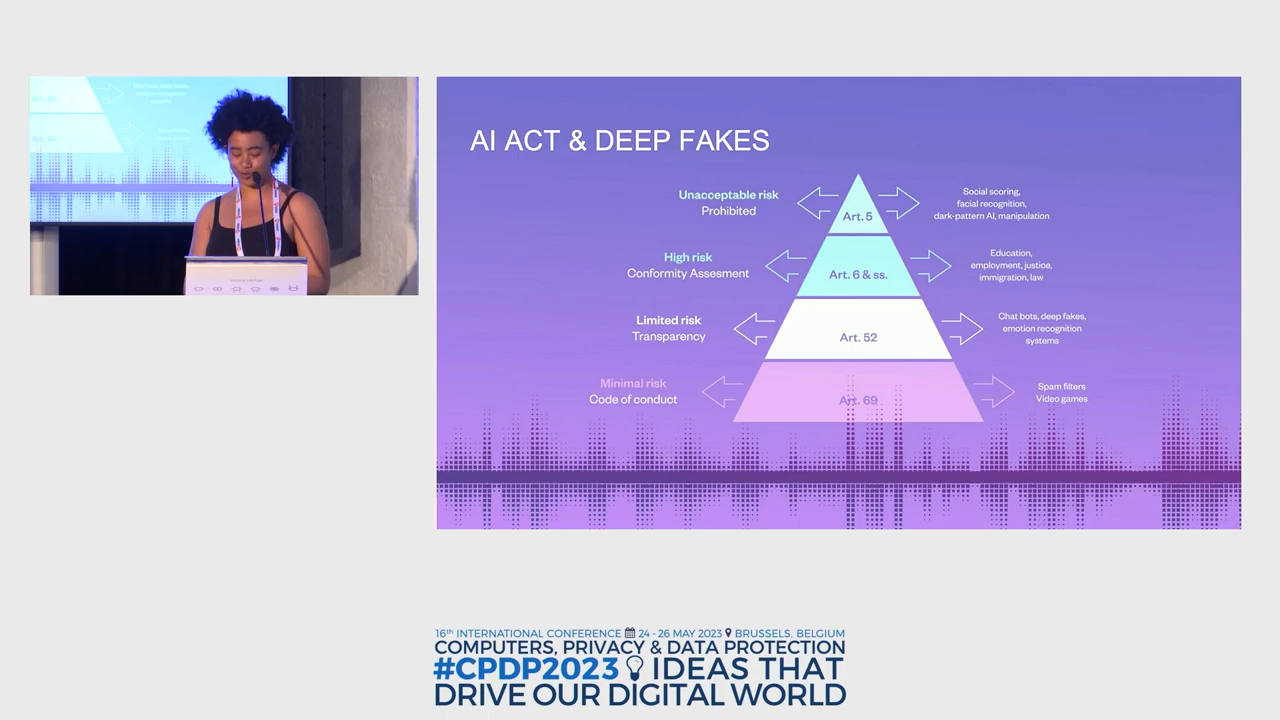 AI ACT & DEEP FAKES
Unacceptable risk
Prohibited
Art. 5
Social scoring,
facial recognition,
dark-pattern AI, manipulation
High risk
Conformity Assesment
Art. 6 & ss.
Education,
employment, justice,
immigration, law
Limited risk
Transparency
Art. 52
Chat bots, deep fakes,
emotion recognition
systems
Minimal risk
Code of conduct
Art. 69
Spam filters
Video games
16th INTERNATIONAL CONFERENCE 24 - 26 MAY 2023 BRUSSELS, BELGIUM
COMPUTERS, PRIVACY & DATA PROTECTION
#CPDP2023 IDEAS THAT
DRIVE OUR DIGITAL WORLD